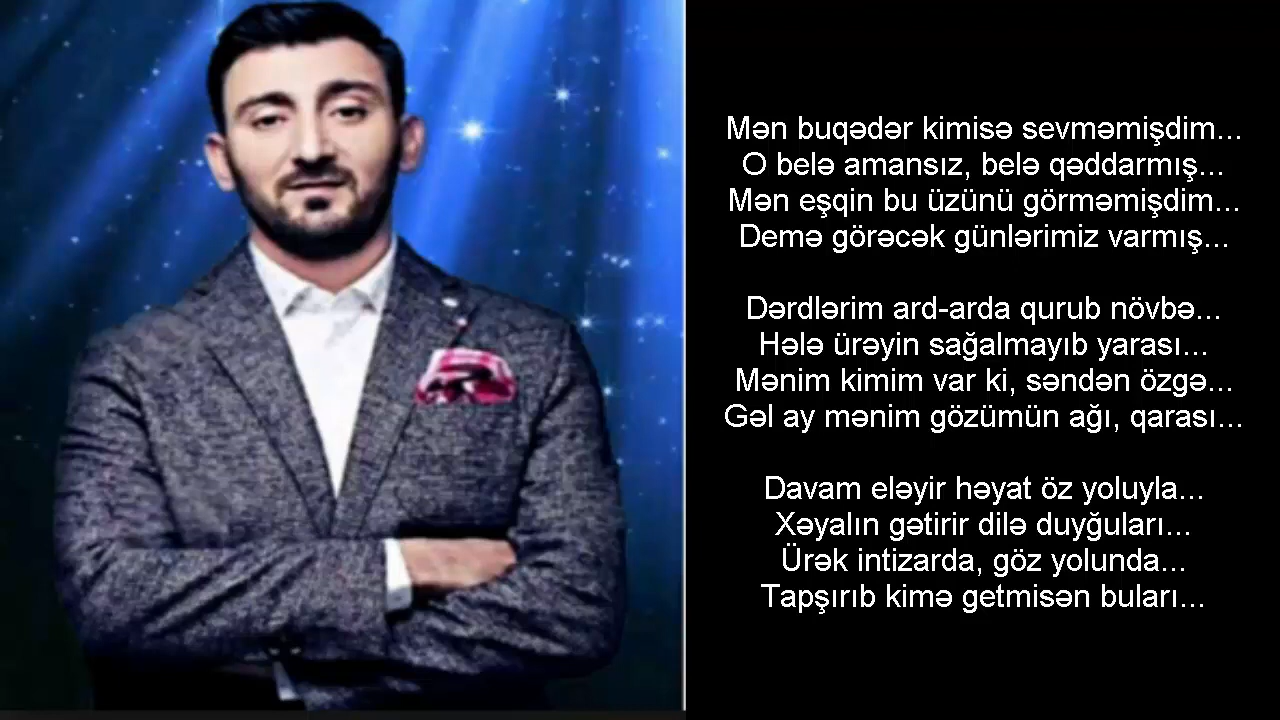 Mən buqədər kimisə sevməmişdim...
O belə amansız, belə qəddarmış...
Mən eşqin bu üzünü görməmişdim...
Demə görəcək günlərimiz varmış...
Dərdlərim ard-arda qurub növbə...
Hələ ürəyin sağalmayıb yarası...
Mənim kimim var ki, səndən özgə...
Gəl ay mənim gözümün ağı, qarası...
Davam eləyir həyat öz yoluyla...
Xəyalın gətirir dilə duyğuları...
Ürək intizarda, göz yolunda...
Tapşırıb kimə getmisən buları...